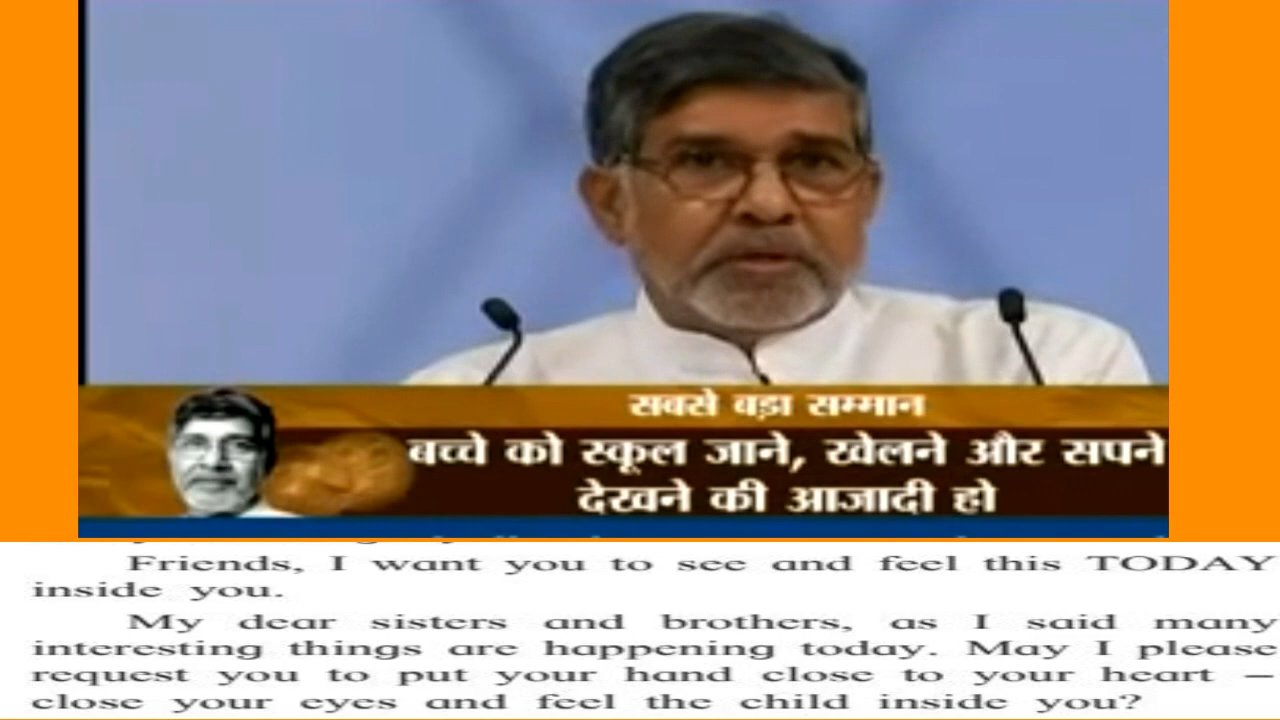 सबसे बड़ा सम्मान
बच्चे को स्कूल जाने, खेलने और सपने
देखने की आजादी हो
Friends, I want you to see and feel this TODAY
inside you.
My dear sisters and brothers, as I said many
interesting things are happening today. May I please
request you to put your hand close to your heart –
close your eyes and feel the child inside you?